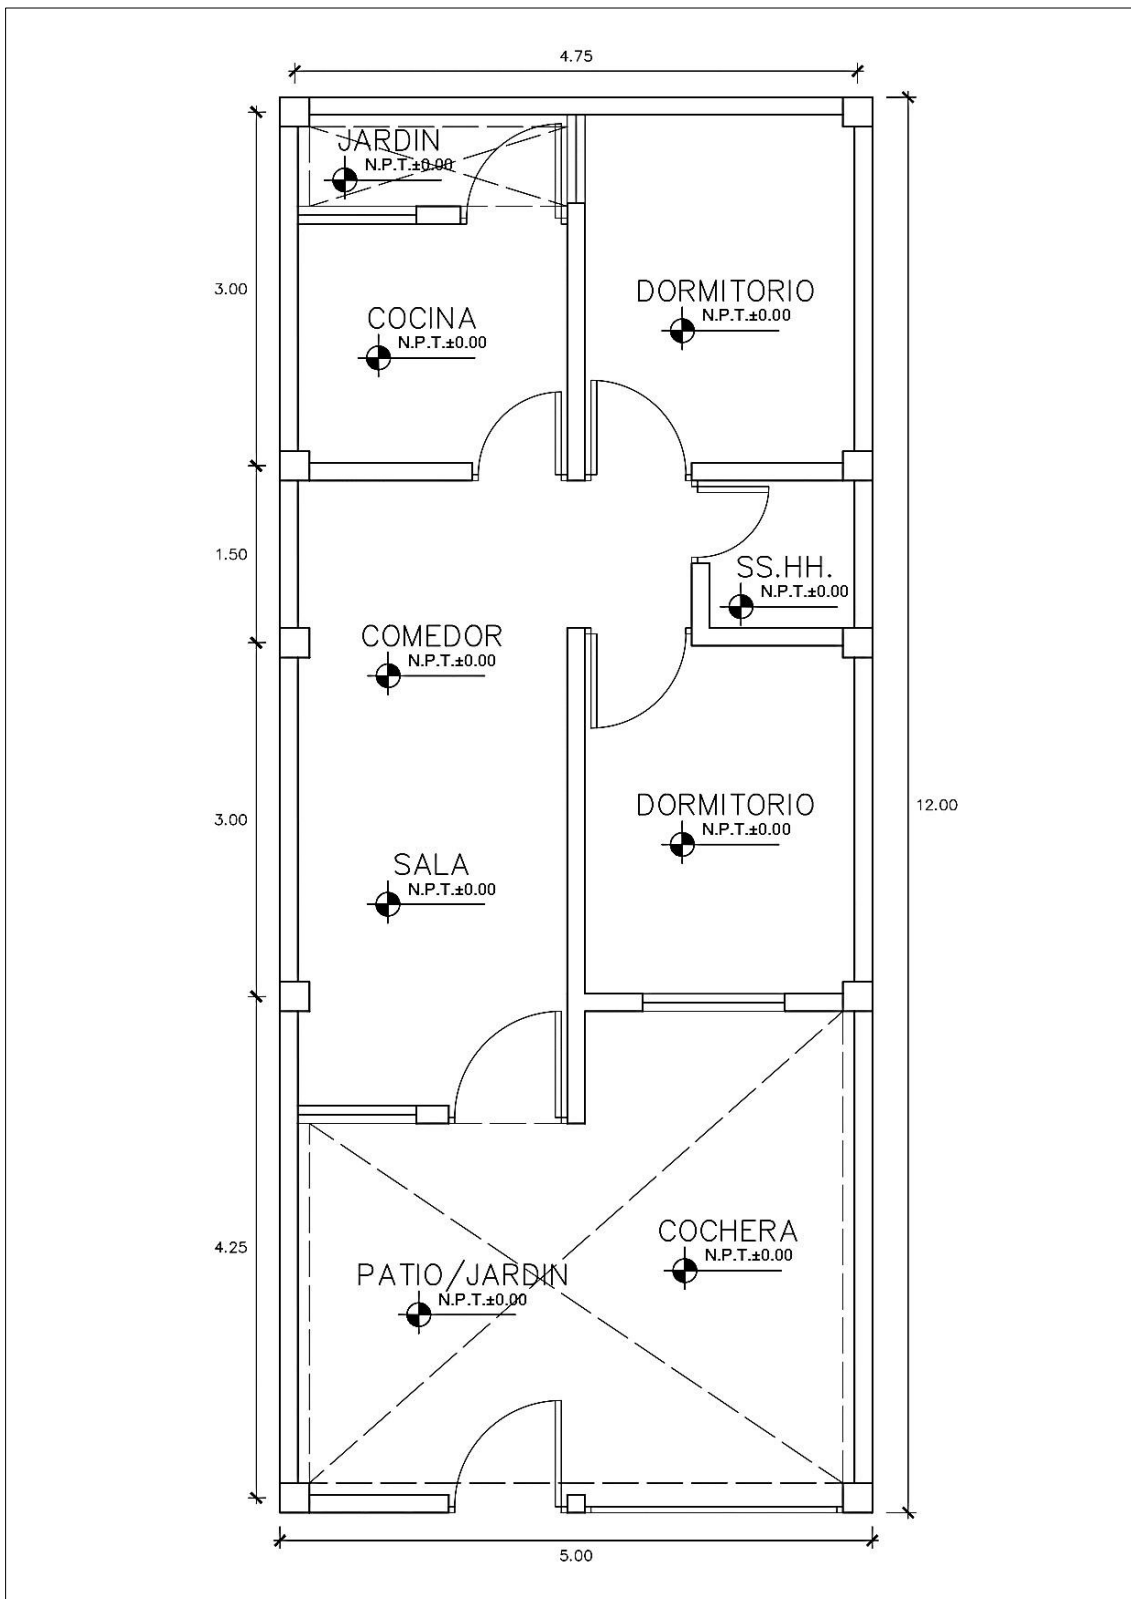 4.75
JARDIN
N.P.T.±0.00
3.00
DORMITORIO
N.P.T.±0.00
COCINA
N.P.T.±0.00
1.50
SS.HH.
N.P.T.±0.00
COMEDOR
N.P.T.±0.00
DORMITORIO
N.P.T.±0.00
12.00
3.00
SALA
N.P.T.±0.00
COCHERA
N.P.T.±0.00
4.25
PATIO/JARDIN
N.P.T.±0.00
5.00